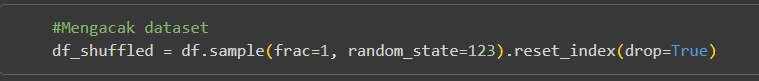 #Mengacak dataset
df_shuffled = df.sample(frac=1, random_state=123).reset_index(drop=True)